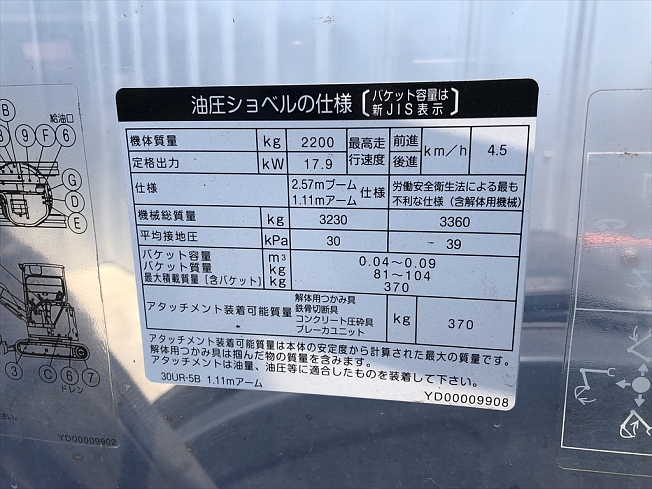 油圧ショベルの仕様 〔バケット容量は新JIS表示〕
機体質量 kg 2200 最高走行速度 前進 後進 km/h 4.5
定格出力 kW 17.9
仕様 2.57mブーム 1.11mアーム 仕様 労働安全衛生法による最も不利な仕様(含解体用機械)
機械総質量 kg 3230 3360
平均接地圧 kPa 30 39
バケット容量 m³ 0.04～0.09
バケット質量 kg 81～104
最大積載質量〔含バケット〕 kg 370
アタッチメント装着可能質量 解体用つかみ具 鉄骨切断具 コンクリート圧砕具 ブレーカユニット kg 370
アタッチメント装着可能質量は本体の安定度から計算された最大の質量です。
解体用つかみ具は掴んだ物の質量を含みます。
アタッチメントは油量、油圧等に適合したものを装着して下さい。
30UR-5B 1.11mアーム
YD00009908
B
給油口
9 F 6
G
D
E
3 C 6 7
ドレン
さい。
YD00009902